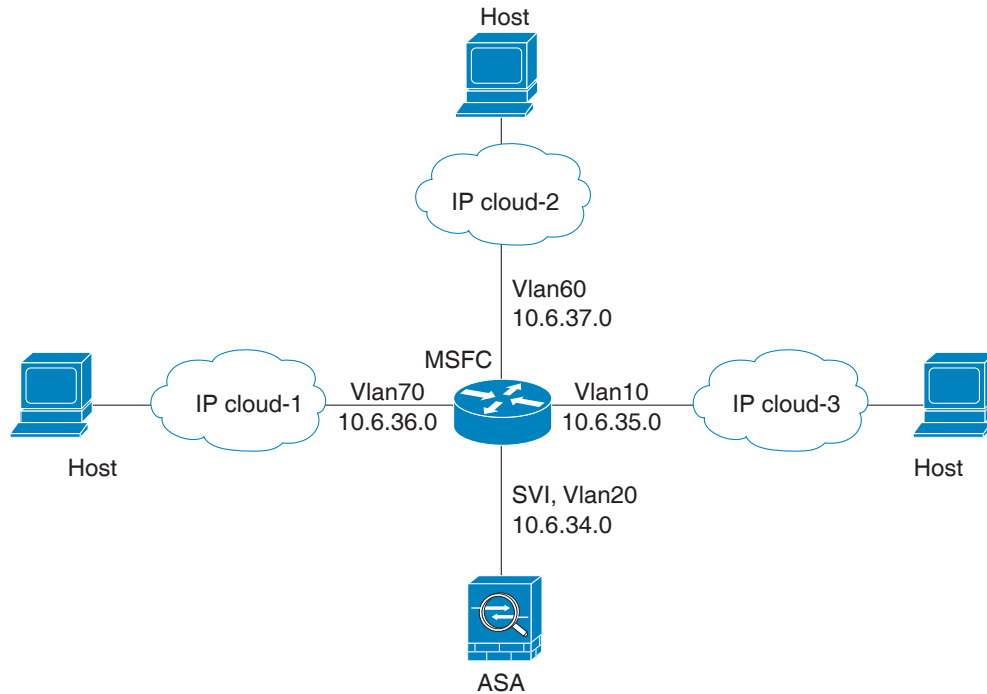 Host
IP cloud-2
Vlan60
10.6.37.0
MSFC
IP cloud-1
Vlan70
10.6.36.0
Vlan10
10.6.35.0
IP cloud-3
Host
Host
SVI, Vlan20
10.6.34.0
ASA